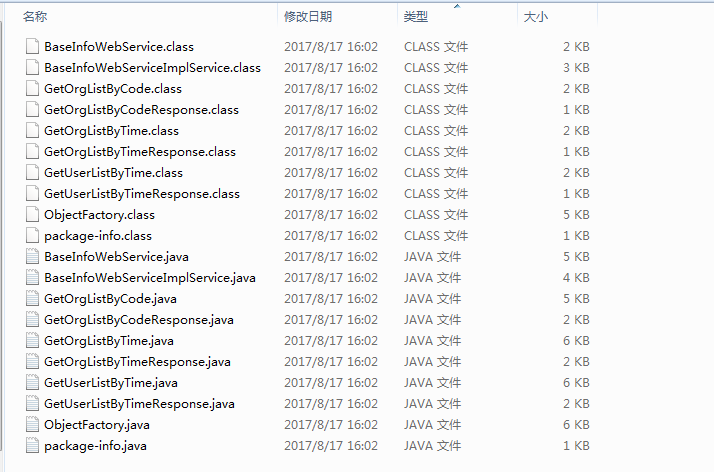 名称 修改日期 类型 大小
BaseInfoWebService.class 2017/8/17 16:02 CLASS 文件 2 KB
BaseInfoWebServiceImplService.class 2017/8/17 16:02 CLASS 文件 3 KB
GetOrgListByCode.class 2017/8/17 16:02 CLASS 文件 2 KB
GetOrgListByCodeResponse.class 2017/8/17 16:02 CLASS 文件 1 KB
GetOrgListByTime.class 2017/8/17 16:02 CLASS 文件 2 KB
GetOrgListByTimeResponse.class 2017/8/17 16:02 CLASS 文件 1 KB
GetUserListByTime.class 2017/8/17 16:02 CLASS 文件 2 KB
GetUserListByTimeResponse.class 2017/8/17 16:02 CLASS 文件 1 KB
ObjectFactory.class 2017/8/17 16:02 CLASS 文件 5 KB
package-info.class 2017/8/17 16:02 CLASS 文件 1 KB
BaseInfoWebService.java 2017/8/17 16:02 JAVA 文件 5 KB
BaseInfoWebServiceImplService.java 2017/8/17 16:02 JAVA 文件 4 KB
GetOrgListByCode.java 2017/8/17 16:02 JAVA 文件 5 KB
GetOrgListByCodeResponse.java 2017/8/17 16:02 JAVA 文件 2 KB
GetOrgListByTime.java 2017/8/17 16:02 JAVA 文件 6 KB
GetOrgListByTimeResponse.java 2017/8/17 16:02 JAVA 文件 2 KB
GetUserListByTime.java 2017/8/17 16:02 JAVA 文件 6 KB
GetUserListByTimeResponse.java 2017/8/17 16:02 JAVA 文件 2 KB
ObjectFactory.java 2017/8/17 16:02 JAVA 文件 6 KB
package-info.java 2017/8/17 16:02 JAVA 文件 1 KB